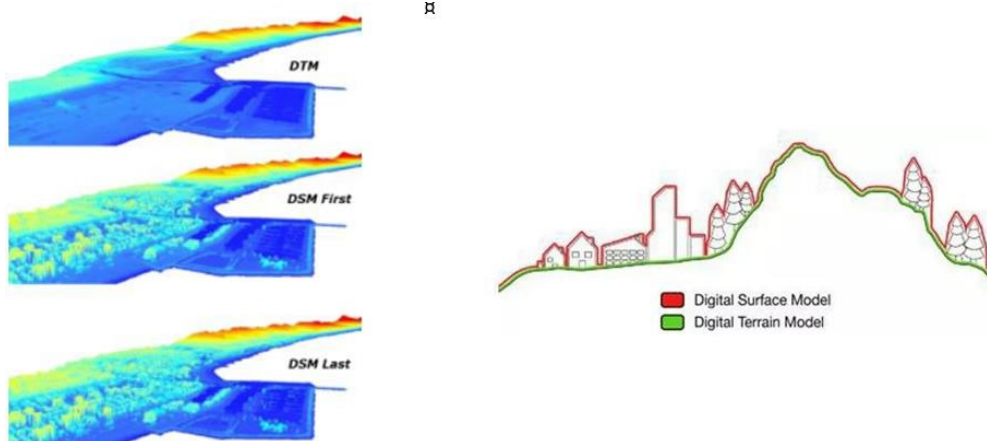 ¤
DTM
DSM First
DSM Last
Digital Surface Model
Digital Terrain Model